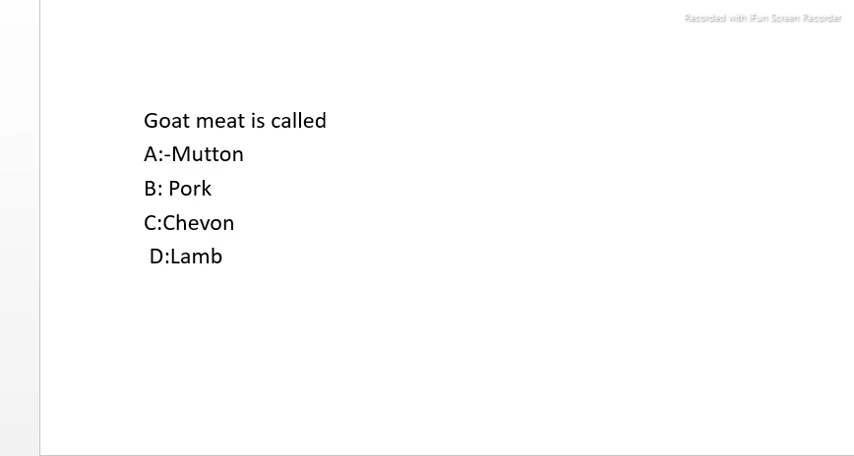 Recorded with iFun Screen Recorder
Goat meat is called
A:-Mutton
B: Pork
C:Chevon
D:Lamb